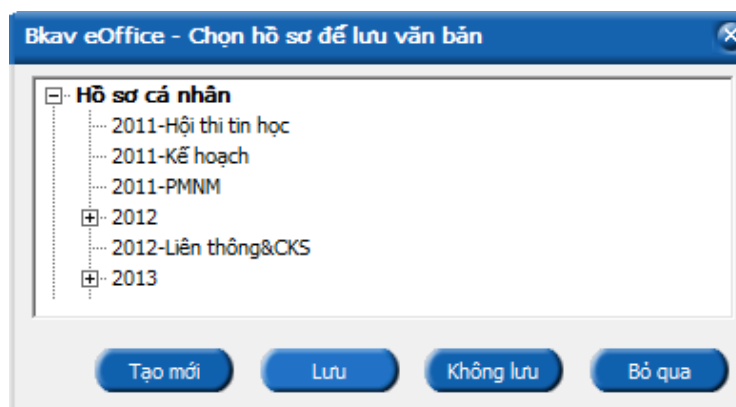 Bkav eOffice - Chọn hồ sơ để lưu văn bản
Hồ sơ cá nhân
2011-Hội thi tin học
2011-Kế hoạch
2011-PMNM
2012
2012-Liên thông&CKS
2013
Tạo mới Lưu Không lưu Bỏ qua